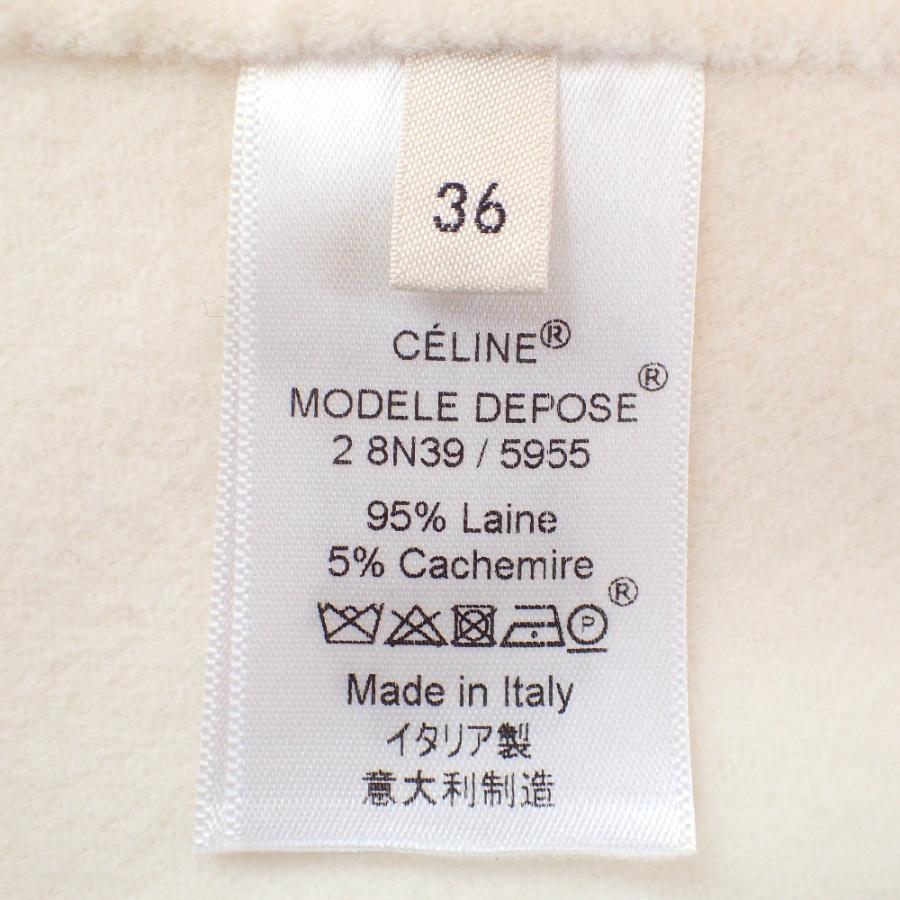 36
CÉLINE®
MODELE DEPOSE®
2 8N39 / 5955
95% Laine
5% Cachemire
P ®
Made in Italy
イタリア製
意大利制造